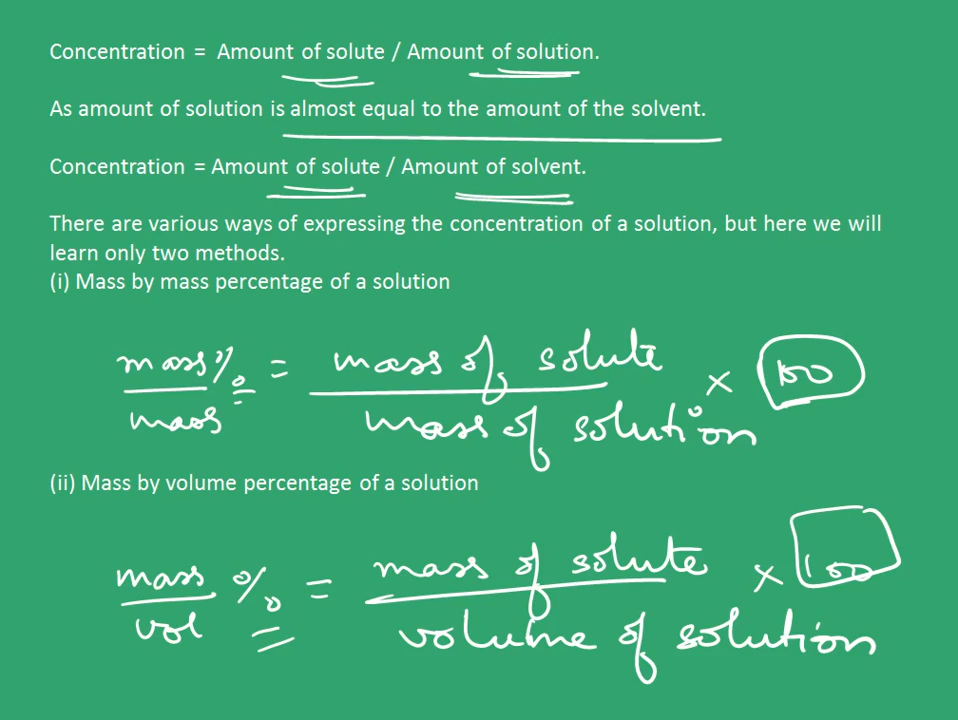 Concentration = Amount of solute / Amount of solution.
As amount of solution is almost equal to the amount of the solvent.
Concentration = Amount of solute / Amount of solvent.
There are various ways of expressing the concentration of a solution, but here we will
learn only two methods.
(i) Mass by mass percentage of a solution
mass/mass % = mass of solute / mass of solution × 100
(ii) Mass by volume percentage of a solution
mass/vol % = mass of solute / volume of solution × 100